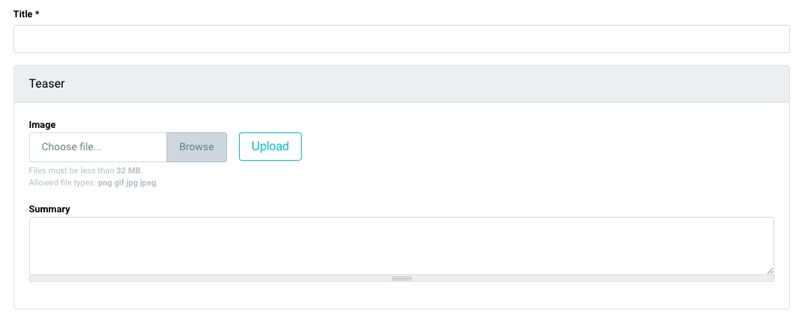 Title *
Teaser
Image
Choose file... Browse Upload
Files must be less than 32 MB.
Allowed file types: png gif jpg jpeg.
Summary